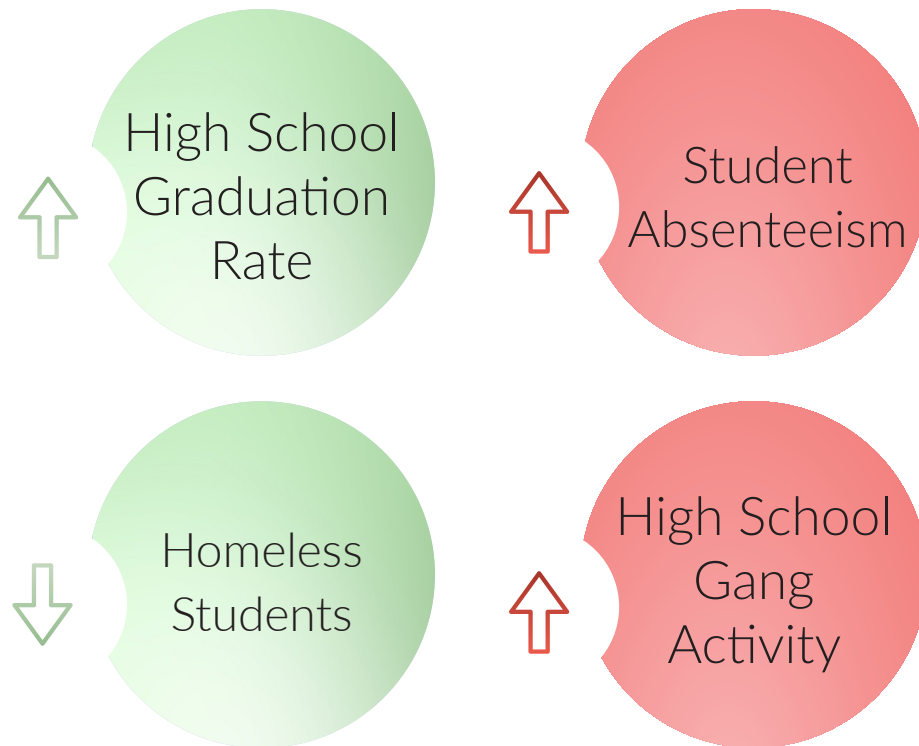 High School
Graduation
Rate
Student
Absenteeism
Homeless
Students
High School
Gang
Activity